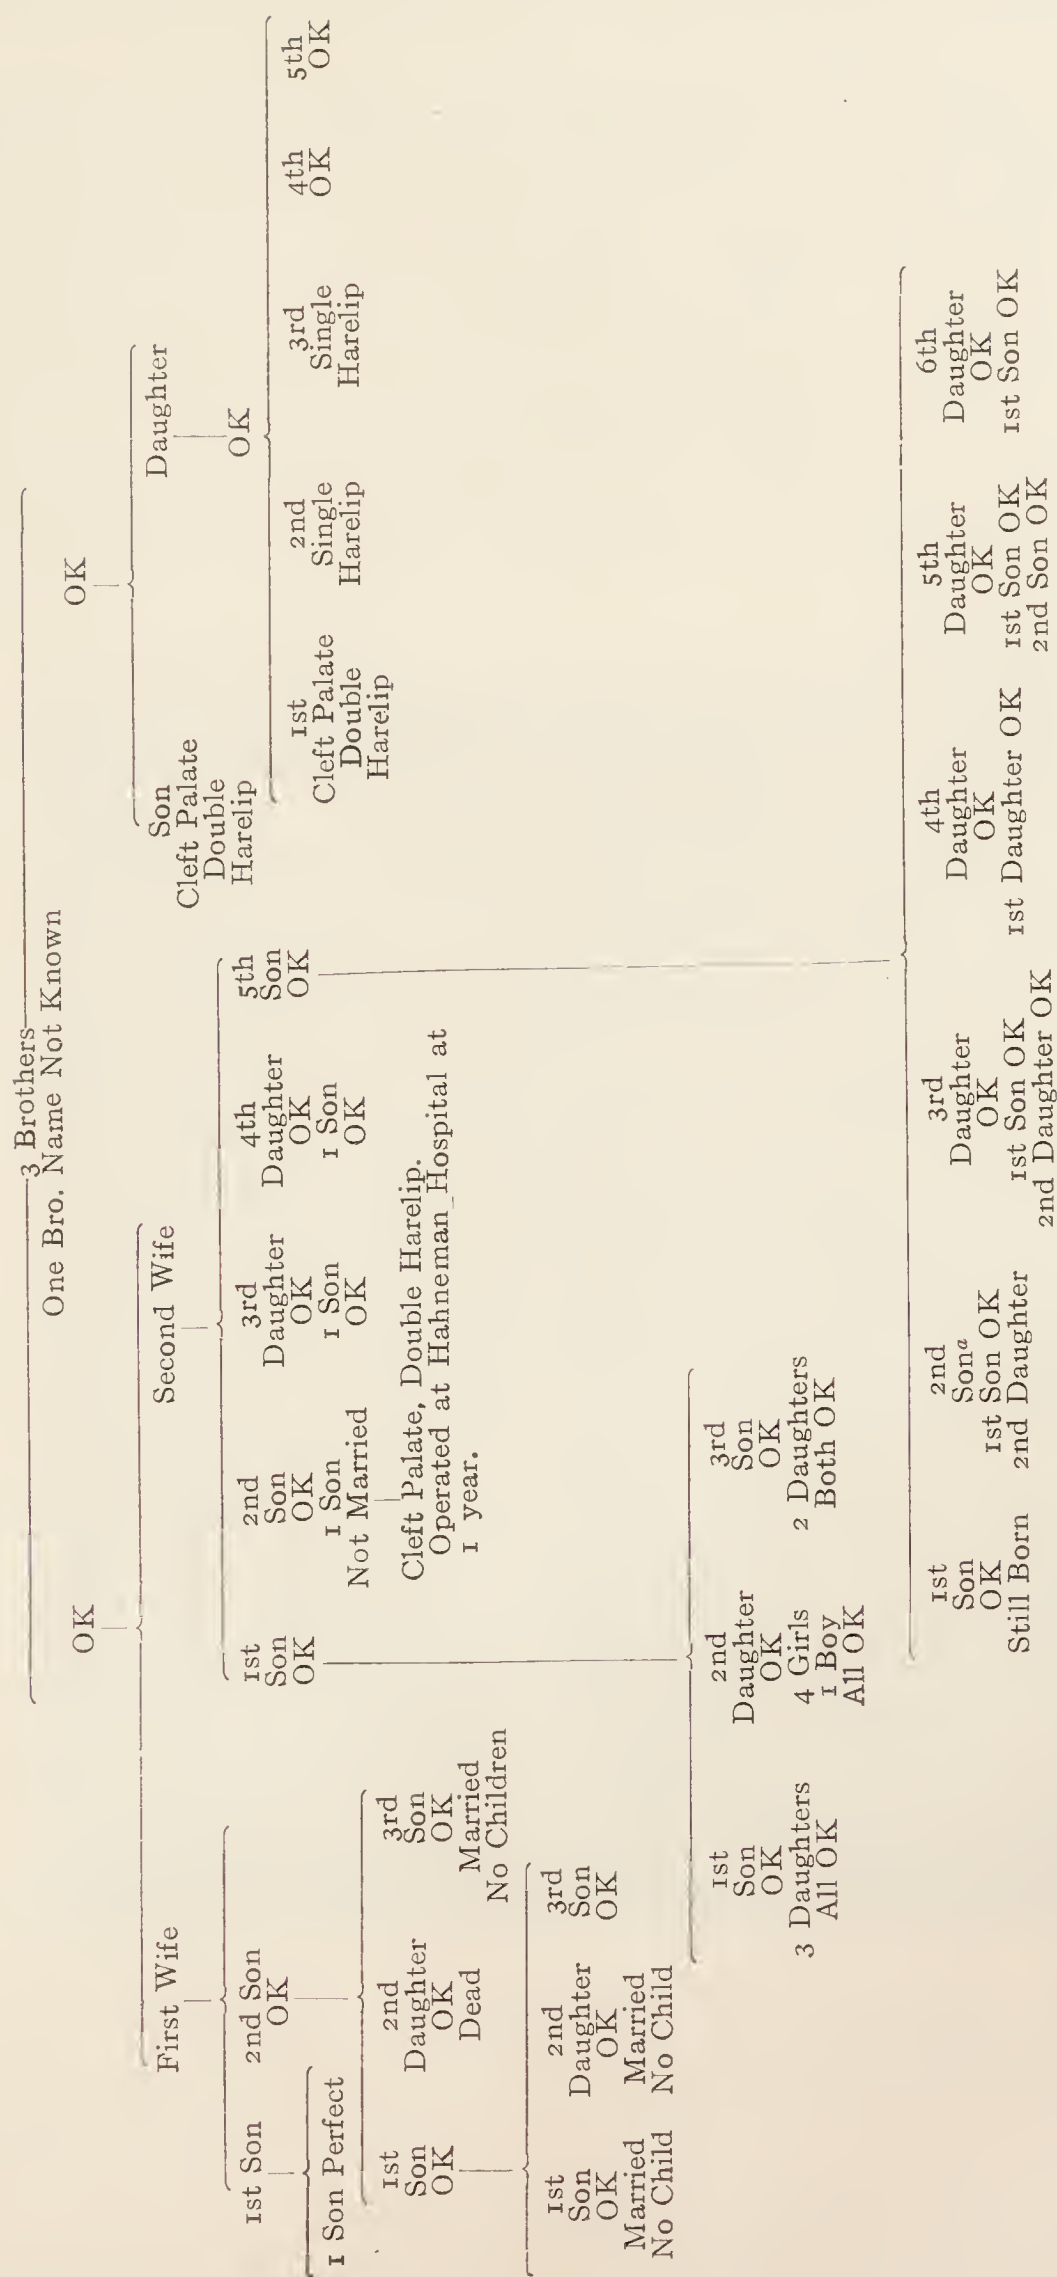 3 Brothers
One Bro. Name Not Known
OK
OK
First Wife
Second Wife
Son
Cleft Palate
Double
Harelip
Daughter
OK
1st Son
2nd Son
OK
1 Son Perfect
1st
Son
OK
2nd
Daughter
OK
Dead
3rd
Son
OK
Married
No Children
1st
Son
OK
Married
No Child
2nd
Daughter
OK
Married
No Child
3rd
Son
OK
1st
Son
OK
2nd
Son
OK
1 Son
Not Married
Cleft Palate, Double Harelip.
Operated at Hahneman Hospital at
1 year.
3rd
Daughter
OK
1 Son
OK
4th
Daughter
OK
1 Son
OK
5th
Son
OK
1st
Cleft Palate
Double
Harelip
2nd
Single
Harelip
3rd
Single
Harelip
4th
OK
5th
OK
1st
Son
OK
3 Daughters
All OK
2nd
Daughter
OK
4 Girls
1 Boy
All OK
3rd
Son
OK
2 Daughters
Both OK
1st
Son
OK
Still Born
2nd
Sonᵃ
1st Son OK
2nd Daughter
3rd
Daughter
OK
1st Son OK
2nd Daughter OK
4th
Daughter
OK
1st Daughter OK
5th
Daughter
OK
1st Son OK
2nd Son OK
6th
Daughter
OK
1st Son OK